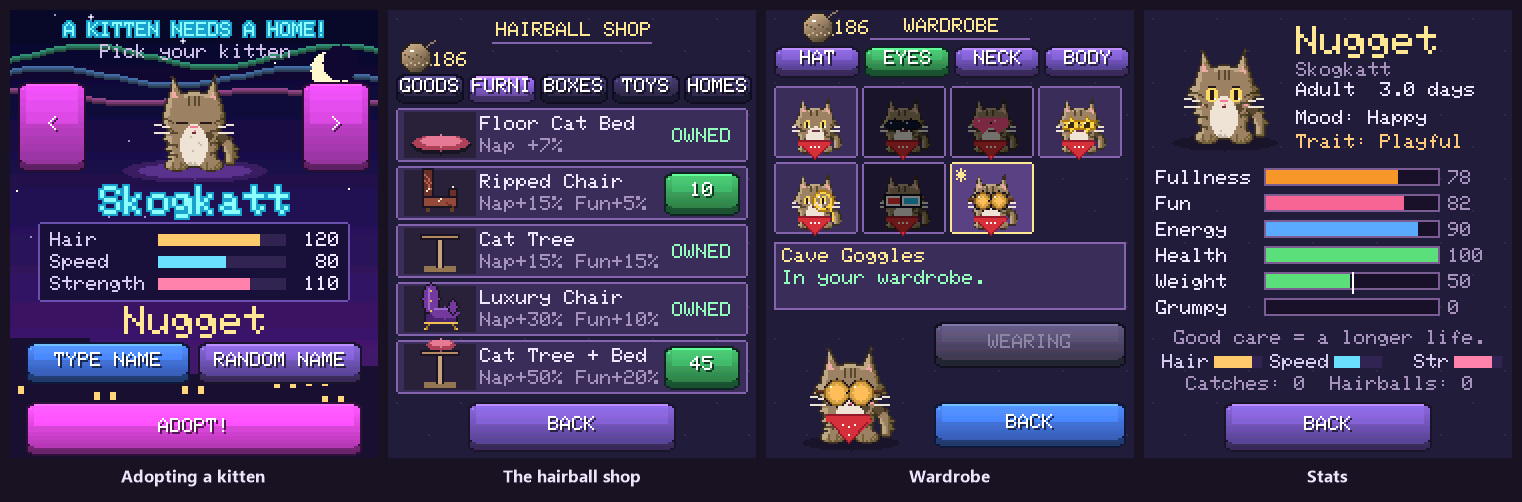 A KITTEN NEEDS A HOME!
Pick your kitten
<
>
Skogkatt
Hair 120
Speed 80
Strength 110
Nugget
TYPE NAME
RANDOM NAME
ADOPT!
Adopting a kitten
HAIRBALL SHOP
186
GOODS FURNI BOXES TOYS HOMES
Floor Cat Bed
Nap +7%
OWNED
Ripped Chair
Nap+15% Fun+5%
10
Cat Tree
Nap+15% Fun+15%
OWNED
Luxury Chair
Nap+30% Fun+10%
OWNED
Cat Tree + Bed
Nap+50% Fun+20%
45
BACK
The hairball shop
186
WARDROBE
HAT EYES NECK BODY
*
Cave Goggles
In your wardrobe.
WEARING
BACK
Wardrobe
Nugget
Skogkatt
Adult 3.0 days
Mood: Happy
Trait: Playful
Fullness 78
Fun 82
Energy 90
Health 100
Weight 50
Grumpy 0
Good care = a longer life.
Hair Speed Str
Catches: 0 Hairballs: 0
BACK
Stats